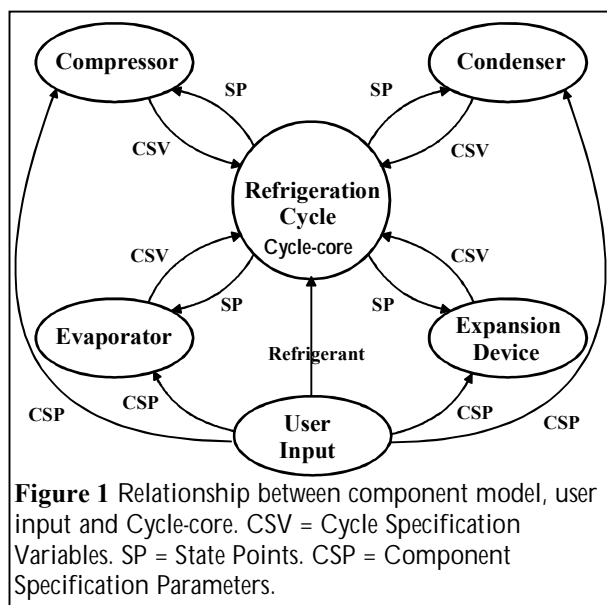 Compressor
Condenser
SP
SP
CSV
CSV
Refrigeration
Cycle
Cycle-core
CSV
CSV
SP
SP
Evaporator
Expansion
Device
Refrigerant
CSP
CSP
CSP
CSP
User
Input
Figure 1 Relationship between component model, user
input and Cycle-core. CSV = Cycle Specification
Variables. SP = State Points. CSP = Component
Specification Parameters.